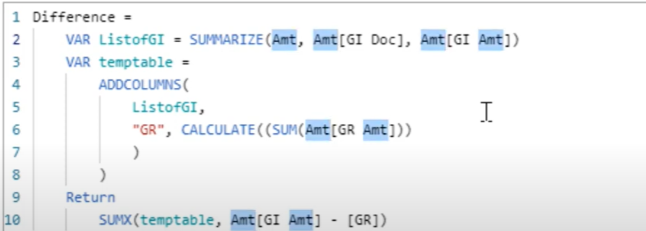 1 Difference =
2 VAR ListofGI = SUMMARIZE(Amt, Amt[GI Doc], Amt[GI Amt])
3 VAR temptable =
4 ADDCOLUMNS(
5 ListofGI,
6 "GR", CALCULATE((SUM(Amt[GR Amt]))
7 )
8 )
9 Return
10 SUMX(temptable, Amt[GI Amt] - [GR])